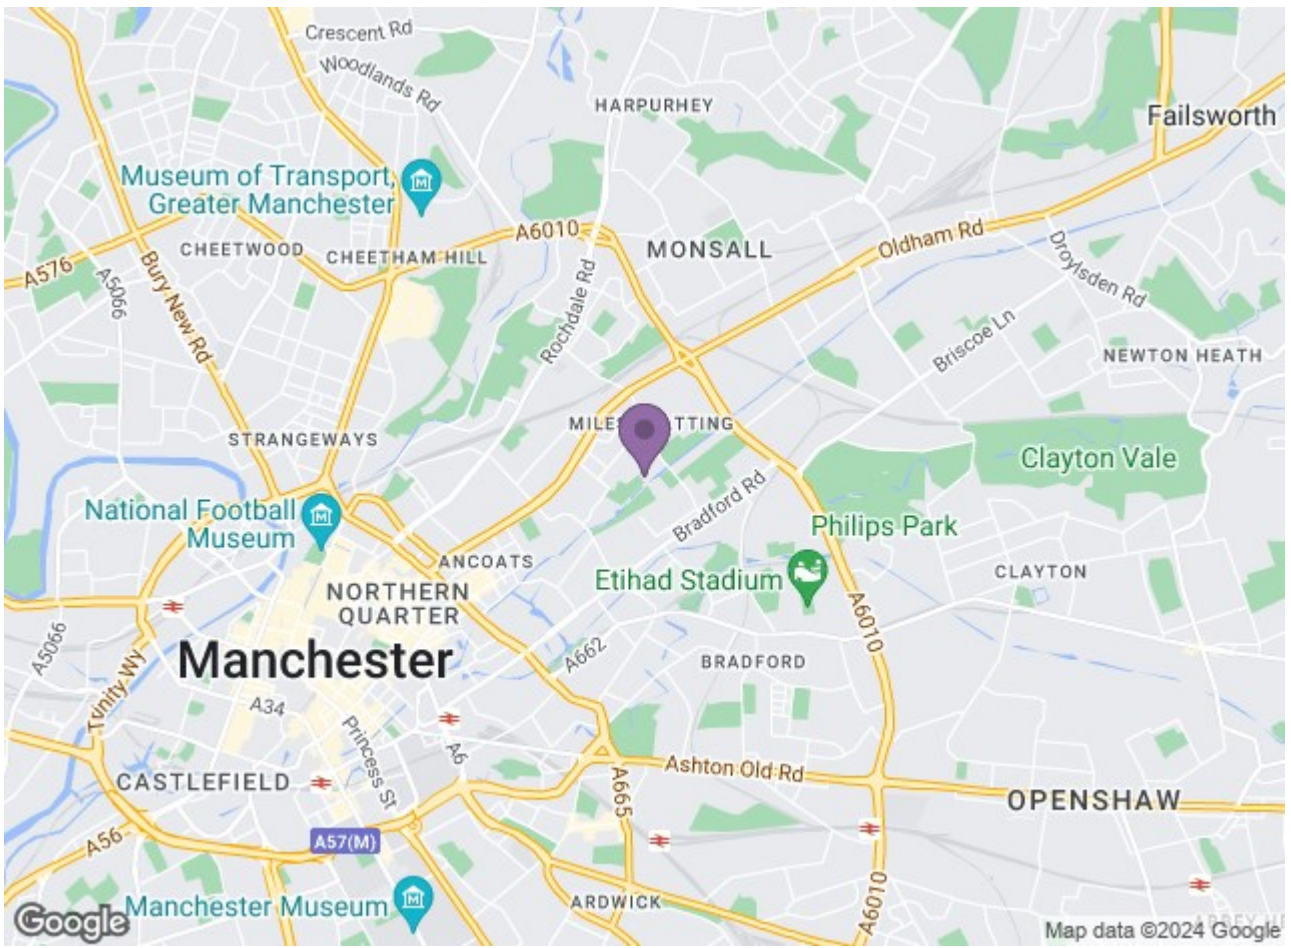 Crescent Rd
Woodlands Rd
HARPURHEY
Failsworth
Museum of Transport,
Greater Manchester
A6010
MONSALL
Oldham Rd
CHEETWOOD
CHEETHAM HILL
A576
A5066
Bury New Rd
Rochdale Rd
Droylsden Rd
Briscoe Ln
NEWTON HEATH
MILES
TTING
STRANGEWAYS
Clayton Vale
National Football
Museum
Bradford Rd
Philips Park
ANCOATS
CLAYTON
Etihad Stadium
NORTHERN
QUARTER
A6010
A5066
Manchester
A662
BRADFORD
Trinity Wy
A34
Princess St
A6
Ashton Old Rd
CASTLEFIELD
A665
OPENSHAW
A56
A57(M)
A6010
ARDWICK
Manchester Museum
Google
Map data ©2024 Google